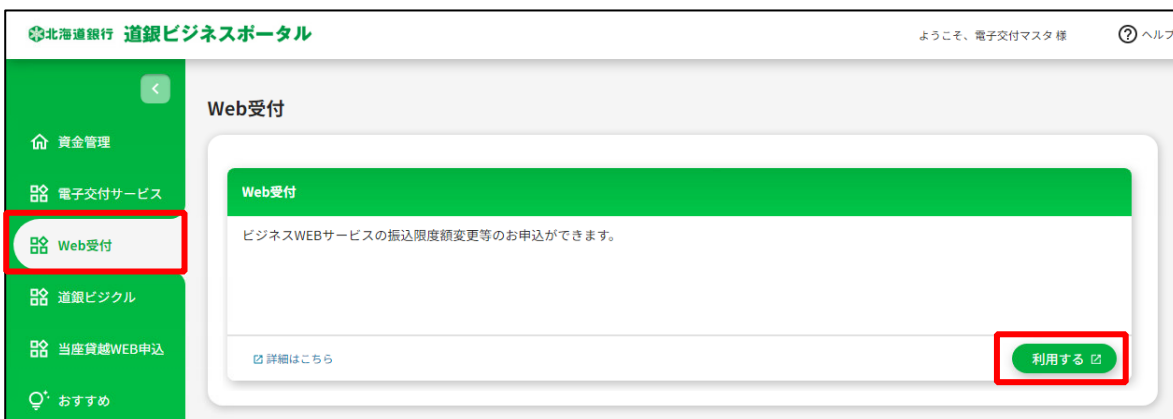 北海道銀行 道銀ビジネスポータル
ようこそ、電子交付マスタ 様
ヘルプ
Web受付
資金管理
電子交付サービス
Web受付
道銀ビジクル
当座貸越WEB申込
おすすめ
Web受付
ビジネスWEBサービスの振込限度額変更等のお申込ができます。
詳細はこちら
利用する